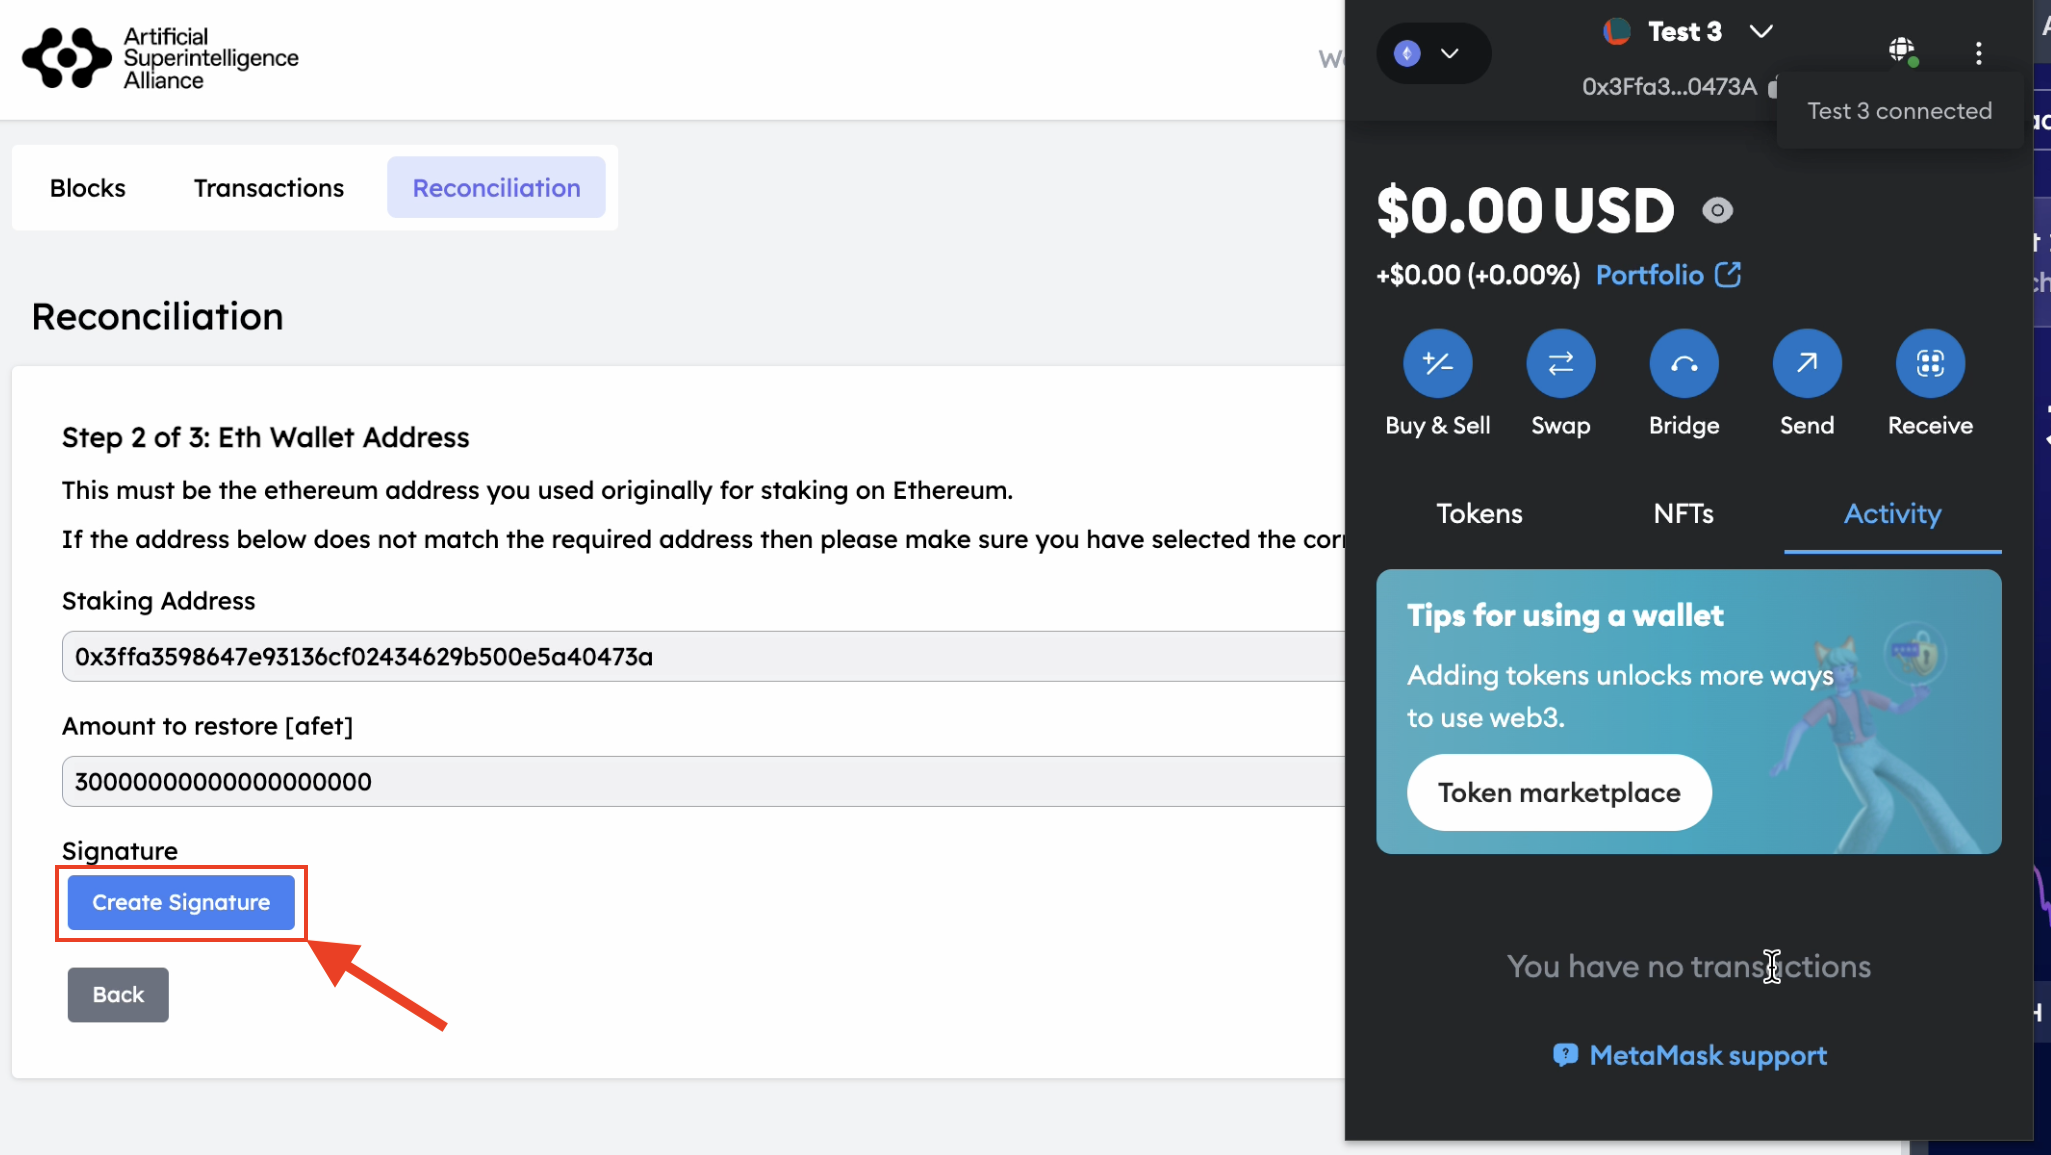 Artificial
Superintelligence
Alliance
Blocks
Transactions
Reconciliation
Reconciliation
Step 2 of 3: Eth Wallet Address
This must be the ethereum address you used originally for staking on Ethereum.
If the address below does not match the required address then please make sure you have selected the
Staking Address
0x3ffa3598647e93136cf02434629b500e5a40473a
Amount to restore [afet]
30000000000000000000
Signature
Create Signature
Back
Test 3
0x3Ffa3...0473A
Test 3 connected
$0.00 USD
+$0.00 (+0.00%) Portfolio
Buy & Sell
Swap
Bridge
Send
Receive
Tokens
NFTs
Activity
Tips for using a wallet
Adding tokens unlocks more ways
to use web3.
Token marketplace
You have no transactions
MetaMask support